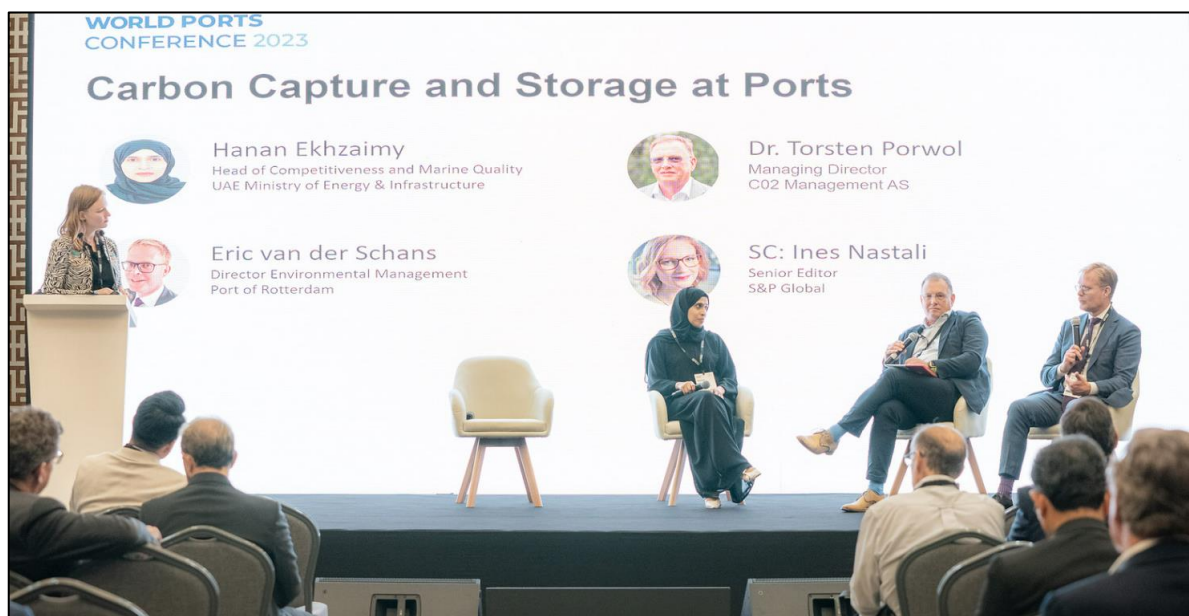 WORLD PORTS
CONFERENCE 2023
Carbon Capture and Storage at Ports
Hanan Ekhzaimy
Head of Competitiveness and Marine Quality
UAE Ministry of Energy & Infrastructure
Dr. Torsten Porwol
Managing Director
C02 Management AS
Eric van der Schans
Director Environmental Management
Port of Rotterdam
SC: Ines Nastali
Senior Editor
S&P Global